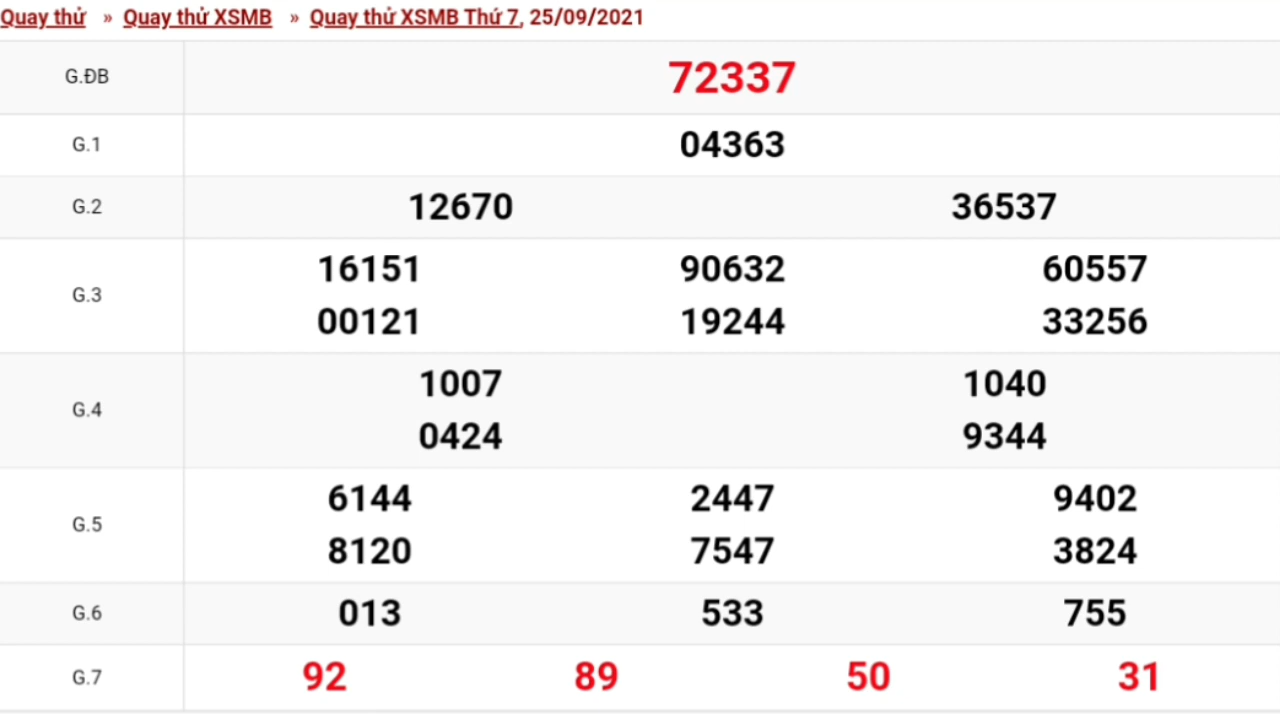 Quay thử » Quay thử XSMB » Quay thử XSMB Thứ 7, 25/09/2021
G.ĐB 72337
G.1 04363
G.2 12670 36537
G.3 16151 90632 60557
00121 19244 33256
G.4 1007 1040
0424 9344
G.5 6144 2447 9402
8120 7547 3824
G.6 013 533 755
G.7 92 89 50 31